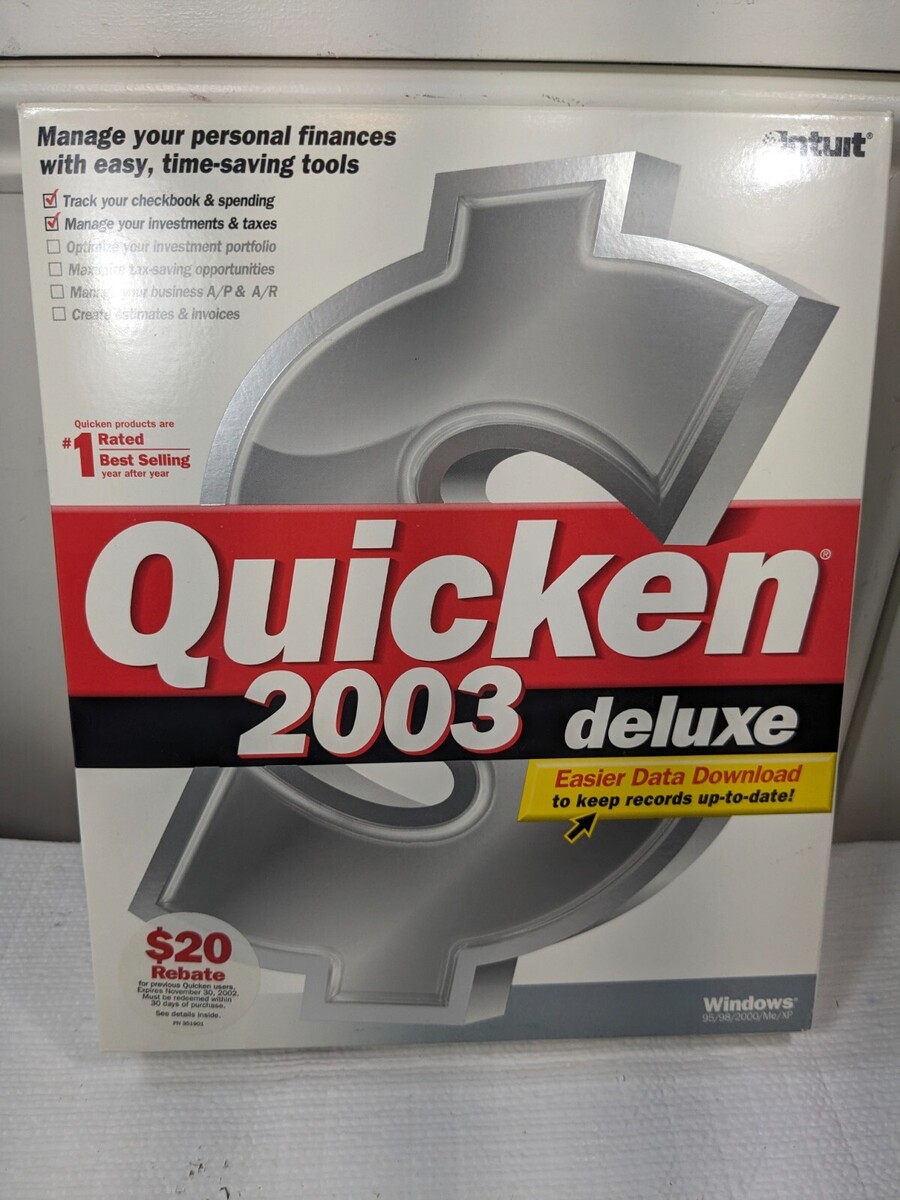 Manage your personal finances
with easy, time-saving tools
intuit®
Track your checkbook & spending
Manage your investments & taxes
Optimize your investment portfolio
Maximize tax-saving opportunities
Manage your business A/P & A/R
Create estimates & invoices
Quicken products are
#1 Rated
Best Selling
year after year
Quicken®
2003 deluxe
Easier Data Download
to keep records up-to-date!
$20
Rebate
for previous Quicken users.
Expires November 30, 2002.
Must be redeemed within
30 days of purchase.
See details inside.
PN 351801
Windows®
95/98/2000/Me/XP